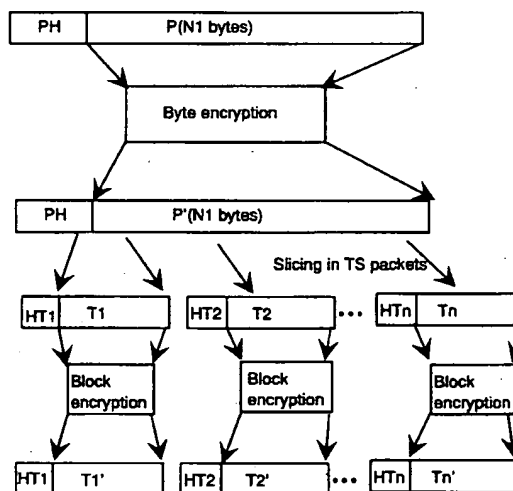 PH P(N1 bytes)
Byte encryption
PH P'(N1 bytes)
Slicing in TS packets
HT1 T1 HT2 T2 ••• HTn Tn
Block encryption Block encryption Block encryption
HT1 T1' HT2 T2' ••• HTn Tn'